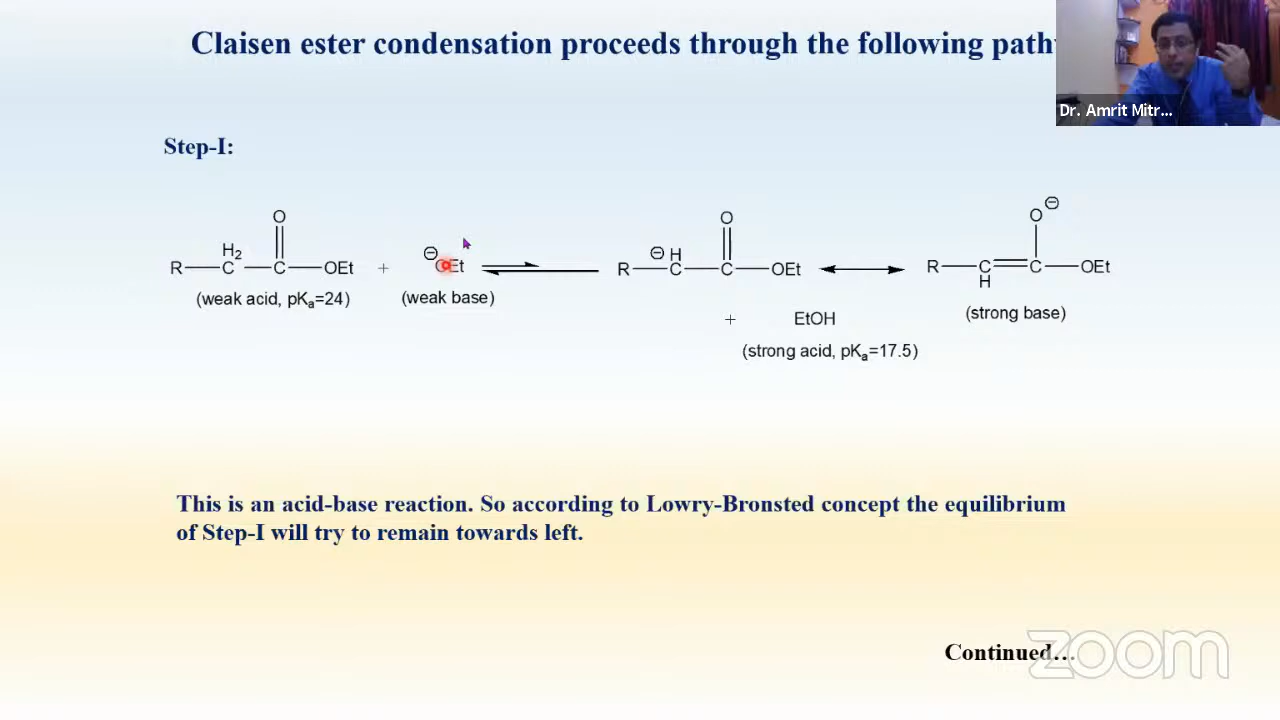 Claisen ester condensation proceeds through the following
Dr. Amrit Mitr...
Step-I:
O O O ⊖
R H₂ C C OEt + ⊖ OEt R ⊖ H C C OEt R C H C OEt
(weak acid, pKₐ=24) (weak base) (strong base)
+ EtOH
(strong acid, pKₐ=17.5)
This is an acid-base reaction. So according to Lowry-Bronsted concept the equilibrium
of Step-I will try to remain towards left.
Continued...
zoom